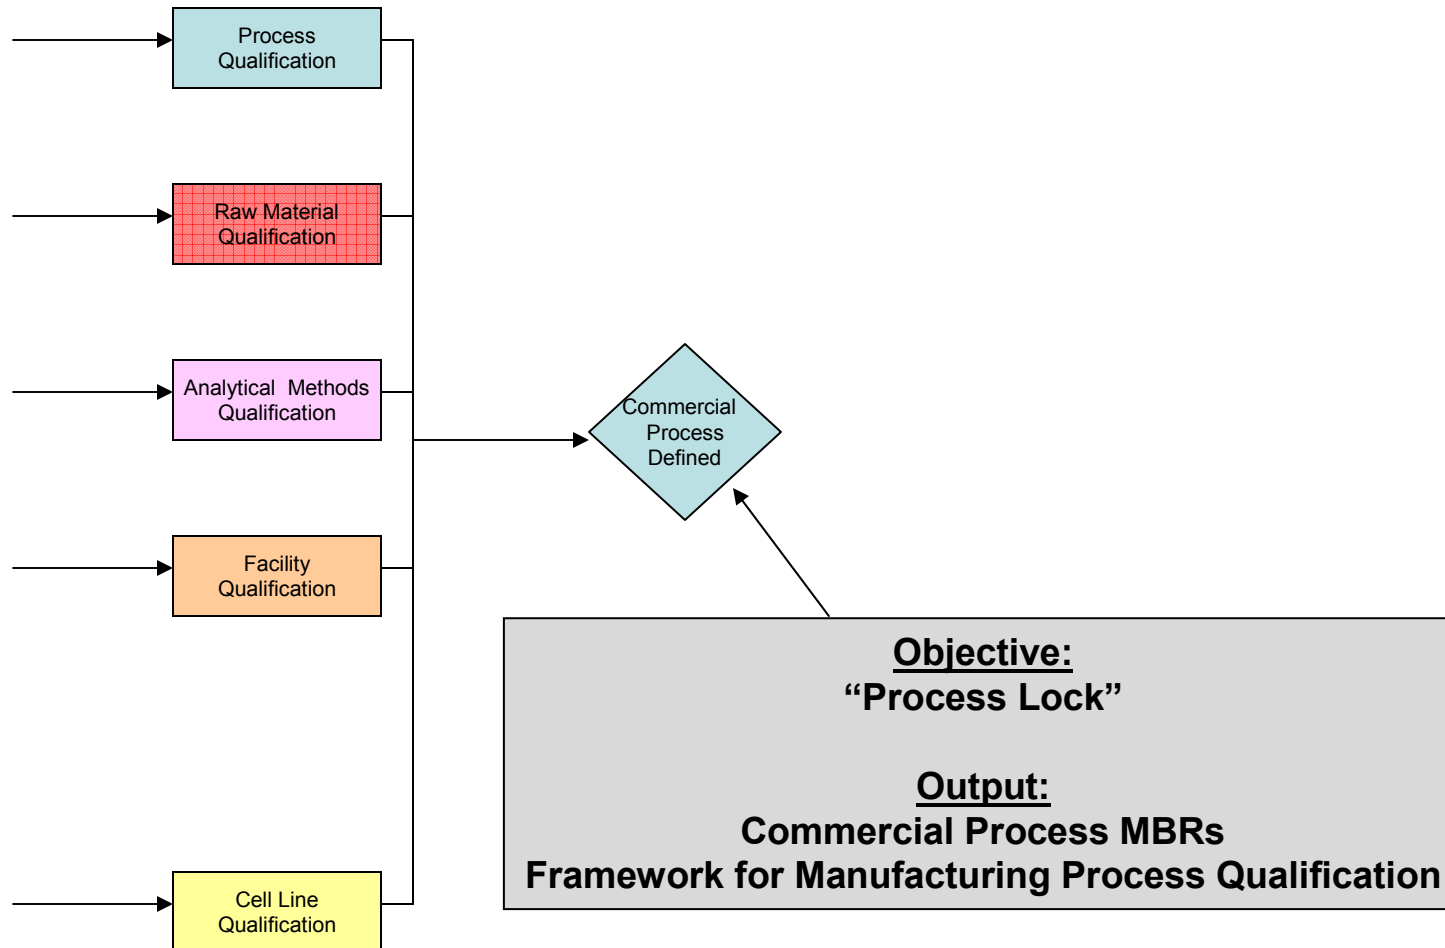 Process
Qualification
Raw Material
Qualification
Analytical Methods
Qualification
Commercial
Process
Defined
Facility
Qualification
Objective:
“Process Lock”
Output:
Commercial Process MBRs
Framework for Manufacturing Process Qualification
Cell Line
Qualification